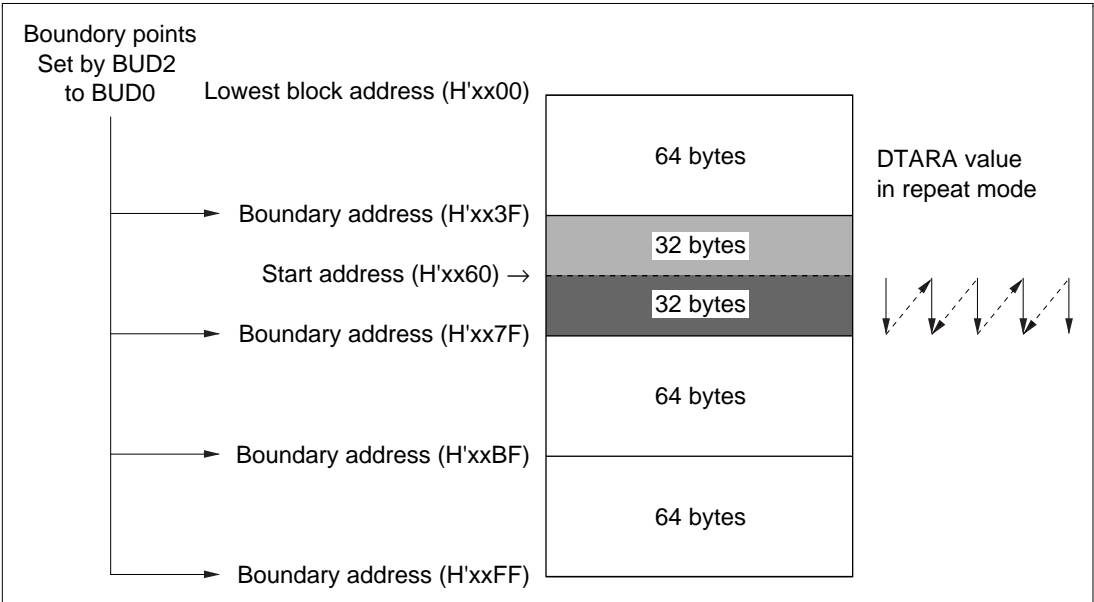 Boundory points
Set by BUD2
to BUD0
Lowest block address (H'xx00)
64 bytes
DTARA value
in repeat mode
Boundary address (H'xx3F)
32 bytes
Start address (H'xx60) →
32 bytes
Boundary address (H'xx7F)
64 bytes
Boundary address (H'xxBF)
64 bytes
Boundary address (H'xxFF)